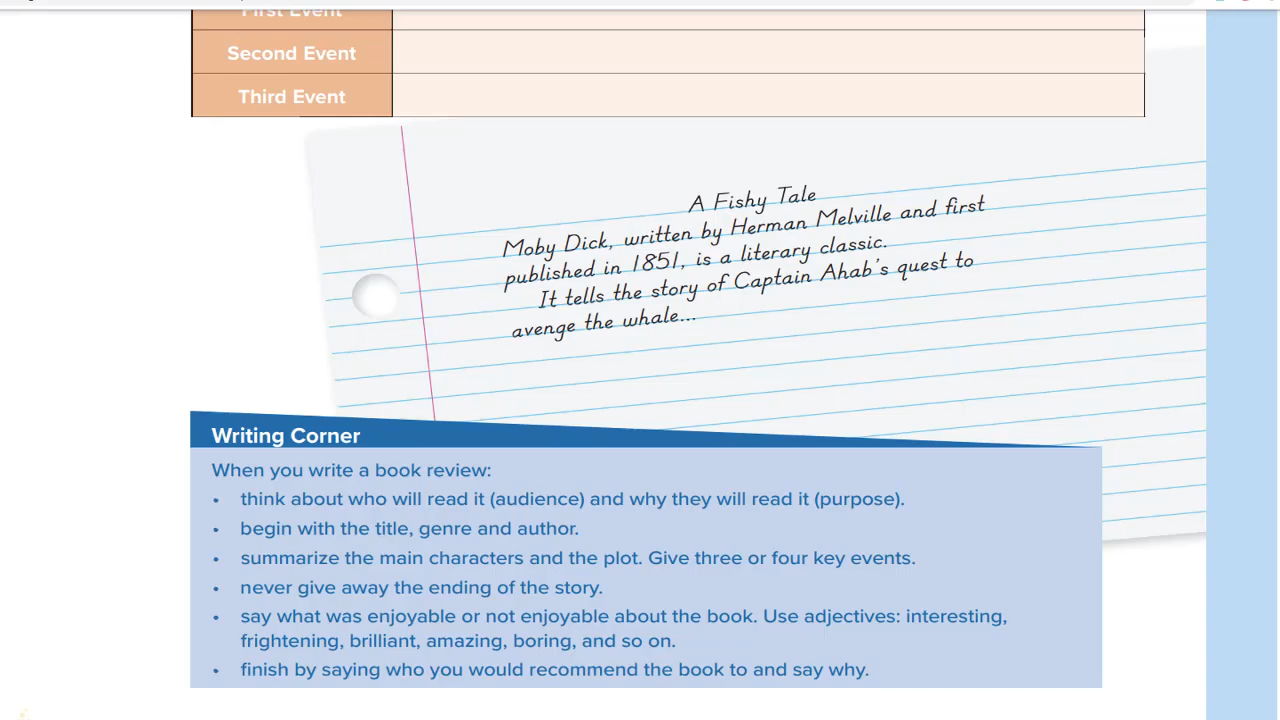 First Event
Second Event
Third Event
A Fishy Tale
Moby Dick, written by Herman Melville and first
published in 1851, is a literary classic.
It tells the story of Captain Ahab's quest to
avenge the whale...
Writing Corner
When you write a book review:
• think about who will read it (audience) and why they will read it (purpose).
• begin with the title, genre and author.
• summarize the main characters and the plot. Give three or four key events.
• never give away the ending of the story.
• say what was enjoyable or not enjoyable about the book. Use adjectives: interesting,
frightening, brilliant, amazing, boring, and so on.
• finish by saying who you would recommend the book to and say why.